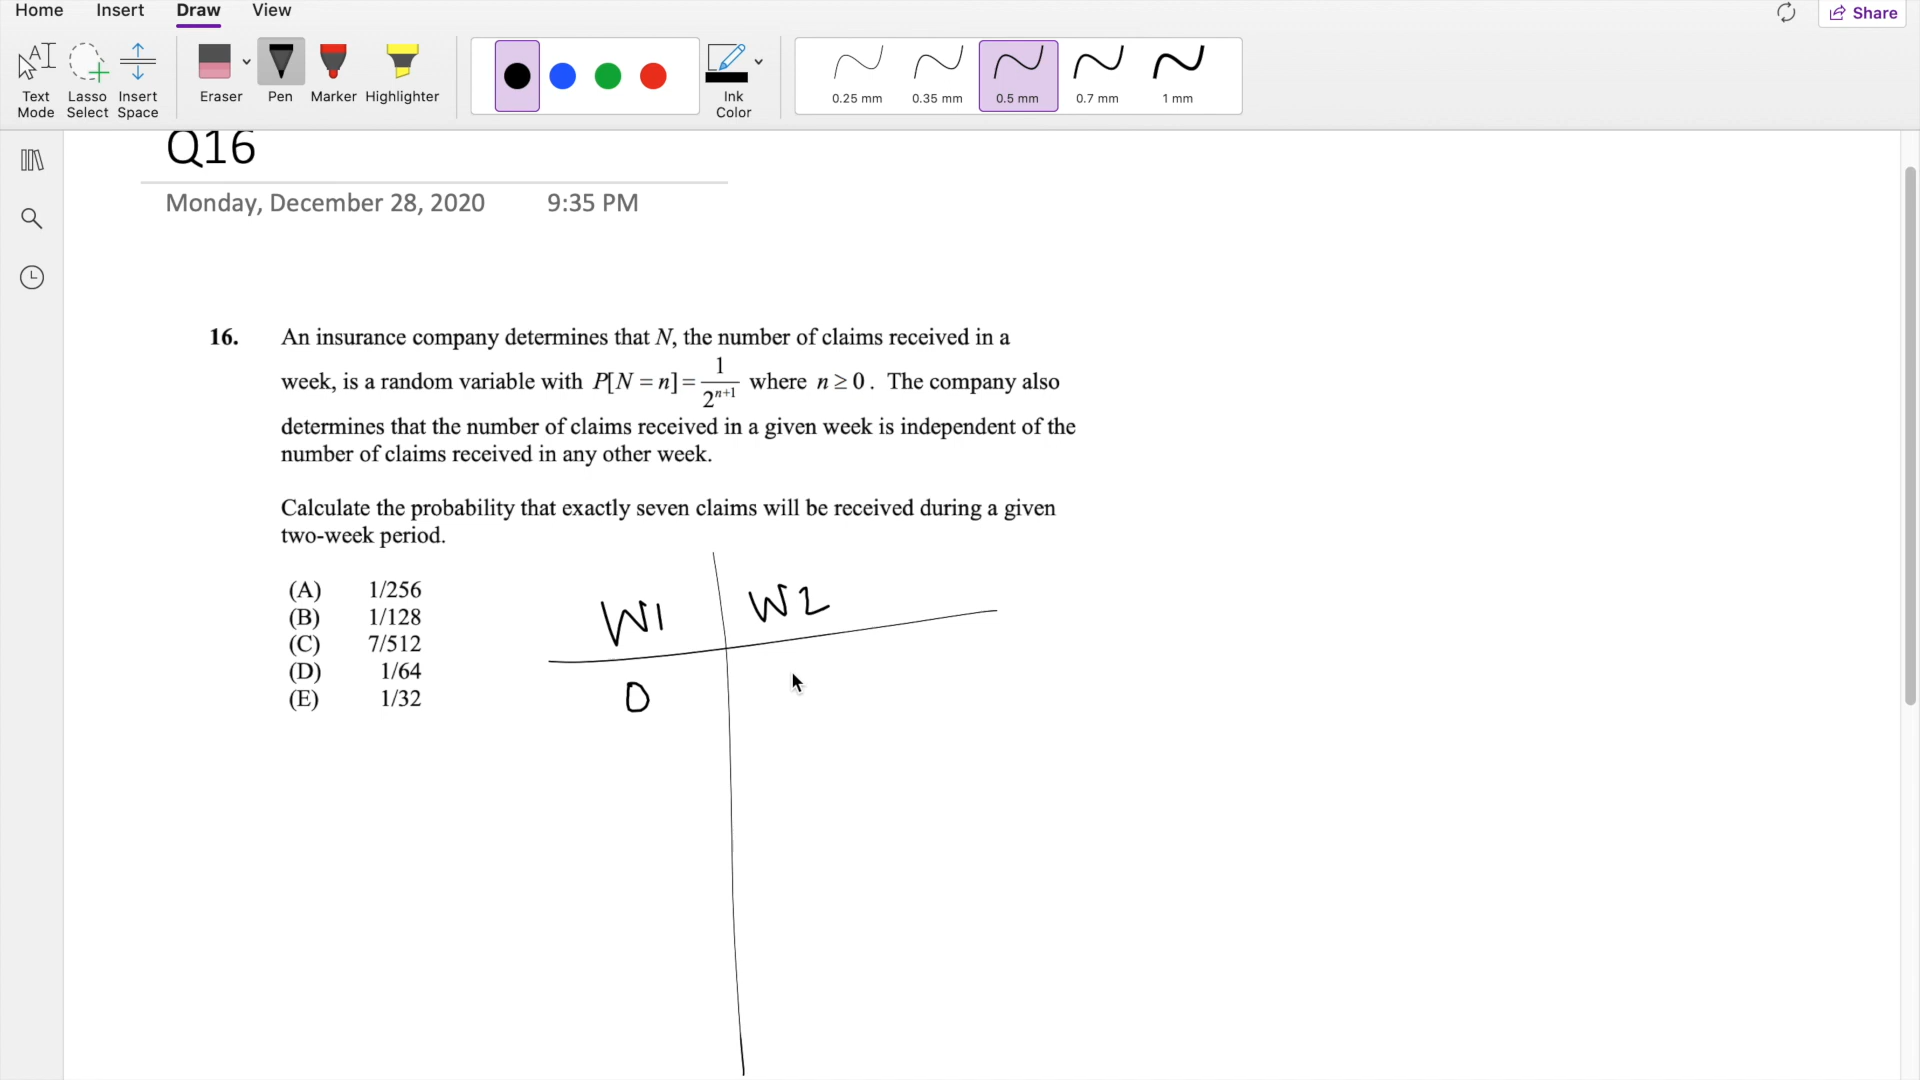 Home Insert Draw View Share
AI
Text Mode Lasso Select Insert Space Eraser Pen Marker Highlighter Ink Color 0.25 mm 0.35 mm 0.5 mm 0.7 mm 1 mm
Q16
Monday, December 28, 2020 9:35 PM
16. An insurance company determines that N, the number of claims received in a
week, is a random variable with P[N = n] = 1/2^{n+1} where n ≥ 0. The company also
determines that the number of claims received in a given week is independent of the
number of claims received in any other week.
Calculate the probability that exactly seven claims will be received during a given
two-week period.
(A) 1/256
(B) 1/128
(C) 7/512
(D) 1/64
(E) 1/32
W1 W2
0